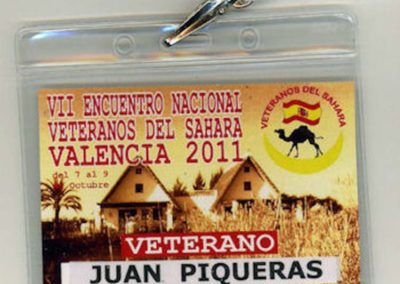 VII ENCUENTRO NACIONAL
VETERANOS DEL SAHARA
VALENCIA 2011
del 7 al 9
Octubre
VETERANOS DEL SAHARA
VETERANO
JUAN PIQUERAS